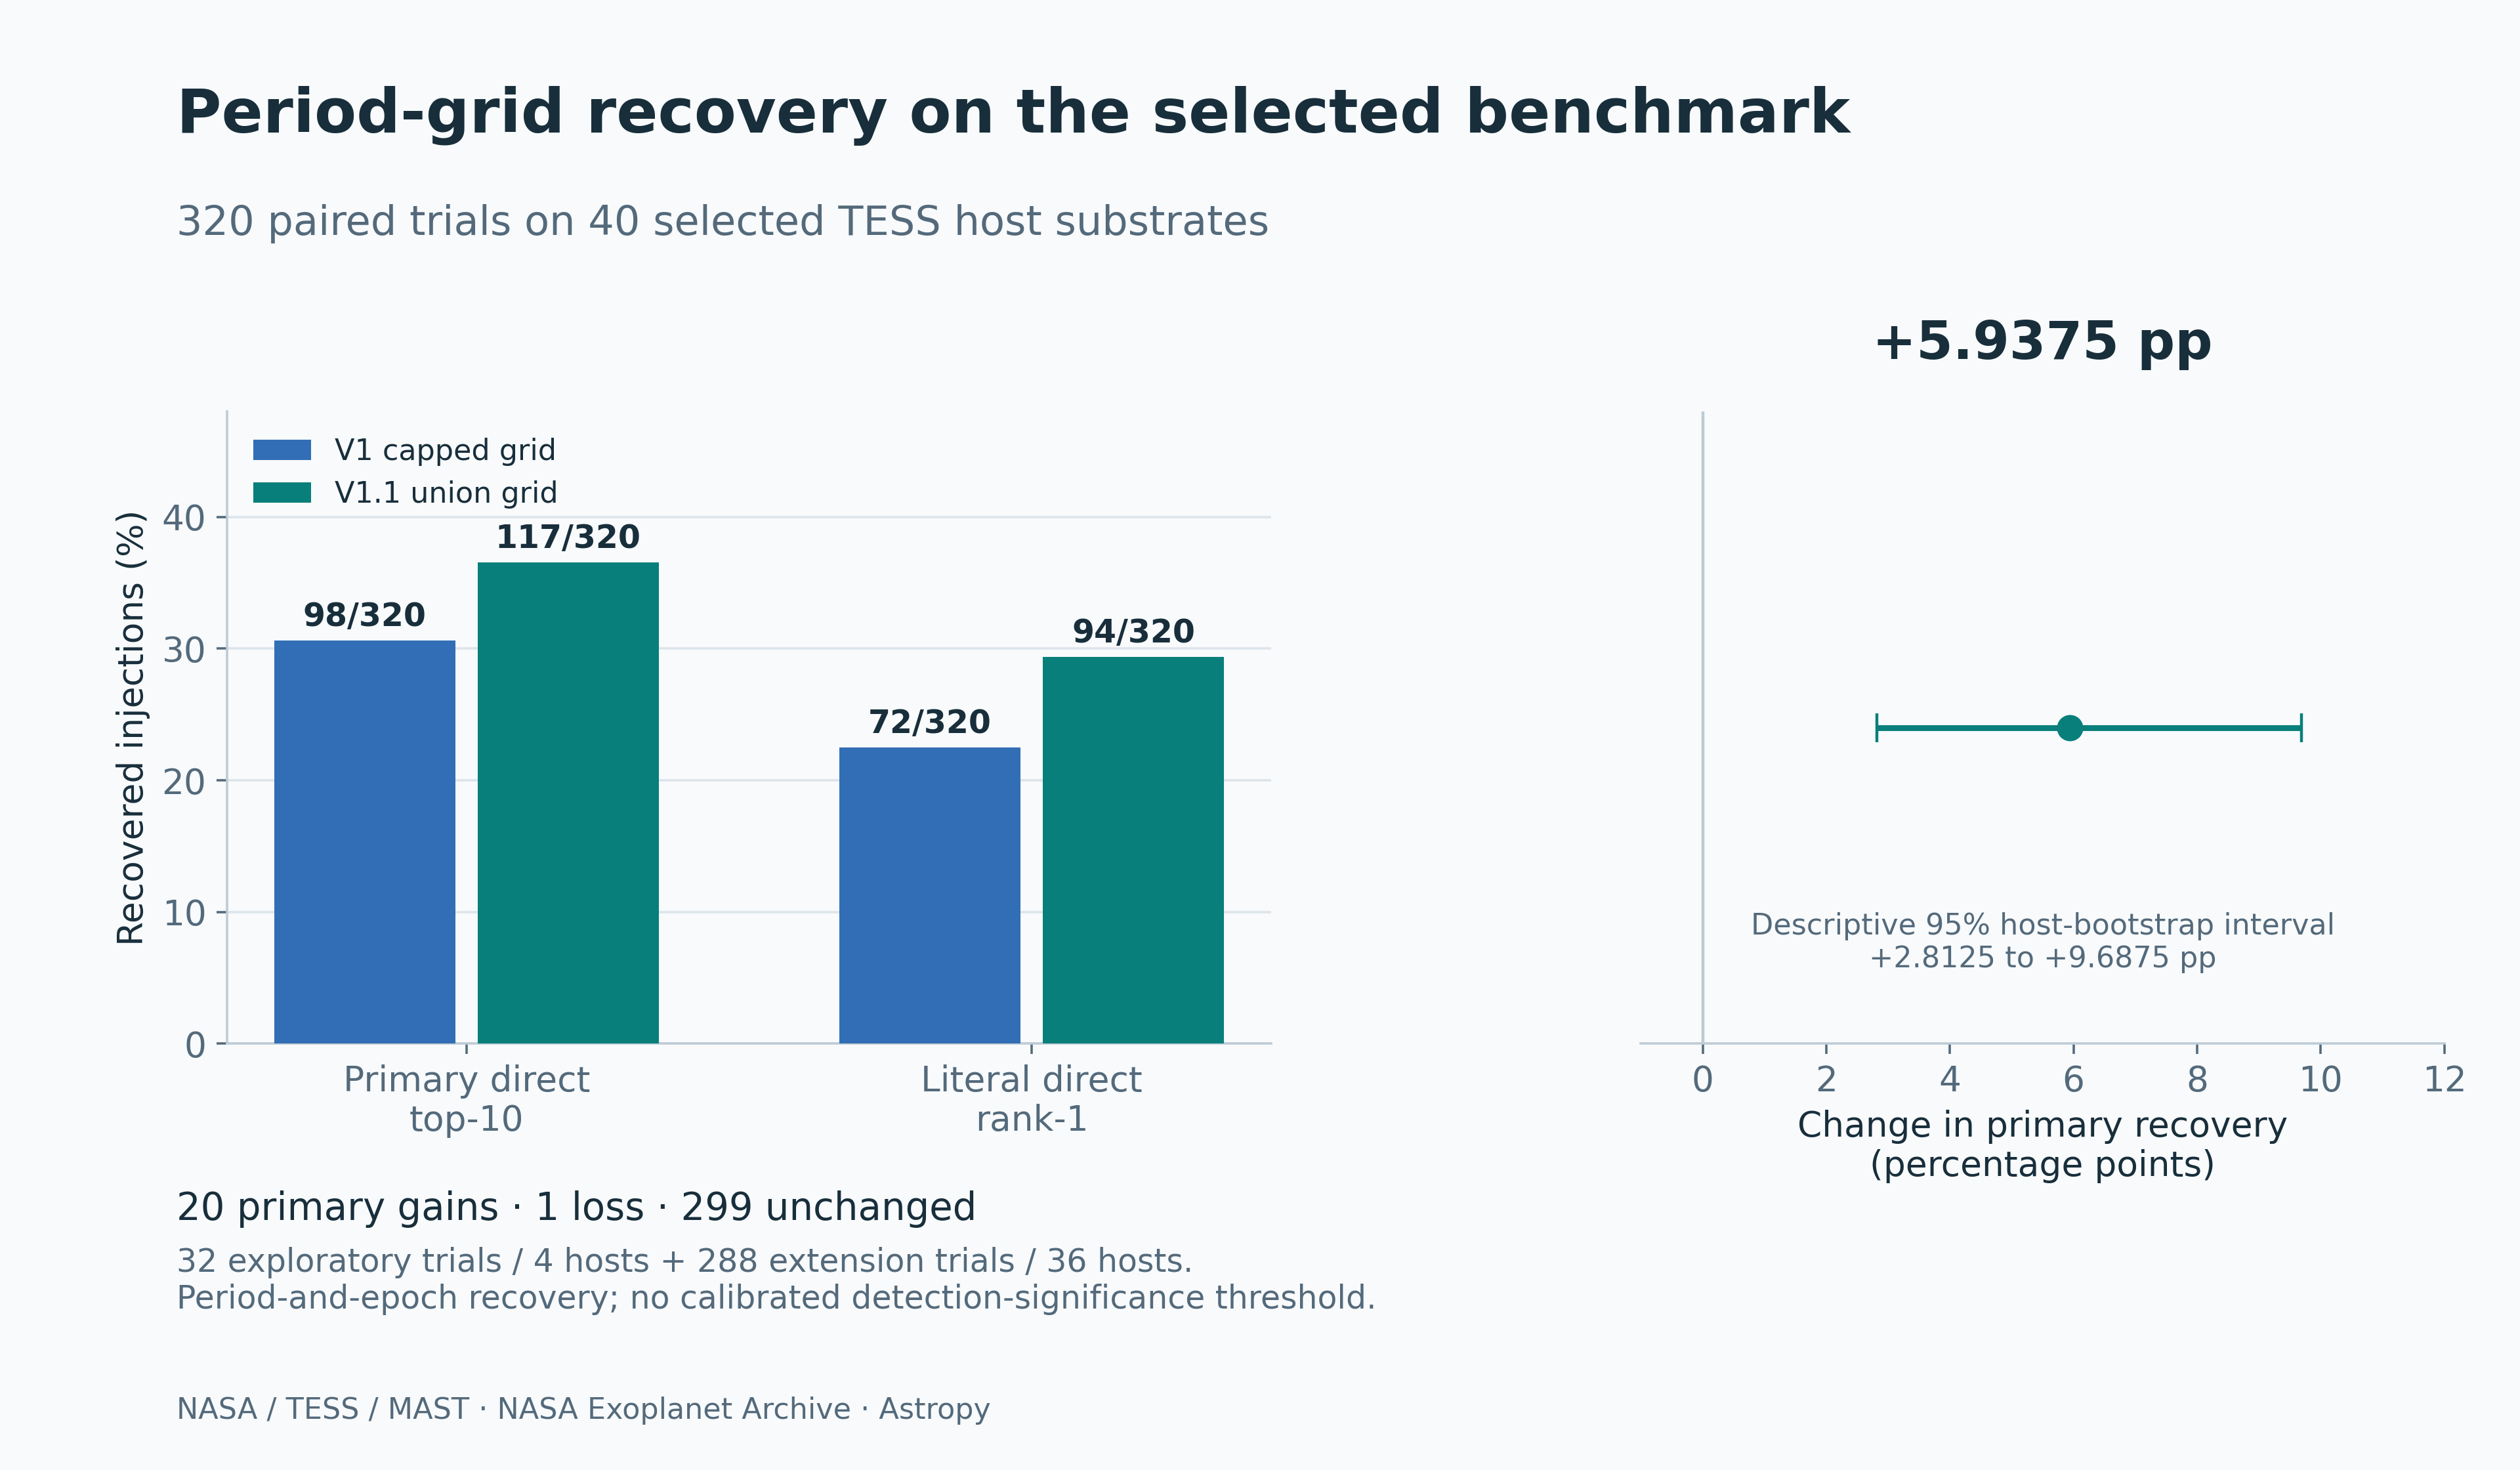 Period-grid recovery on the selected benchmark
320 paired trials on 40 selected TESS host substrates
Recovered injections (%)
40
30
20
10
0
V1 capped grid
V1.1 union grid
98/320
117/320
72/320
94/320
Primary direct
top-10
Literal direct
rank-1
+5.9375 pp
Descriptive 95% host-bootstrap interval
+2.8125 to +9.6875 pp
0 2 4 6 8 10 12
Change in primary recovery
(percentage points)
20 primary gains · 1 loss · 299 unchanged
32 exploratory trials / 4 hosts + 288 extension trials / 36 hosts.
Period-and-epoch recovery; no calibrated detection-significance threshold.
NASA / TESS / MAST · NASA Exoplanet Archive · Astropy